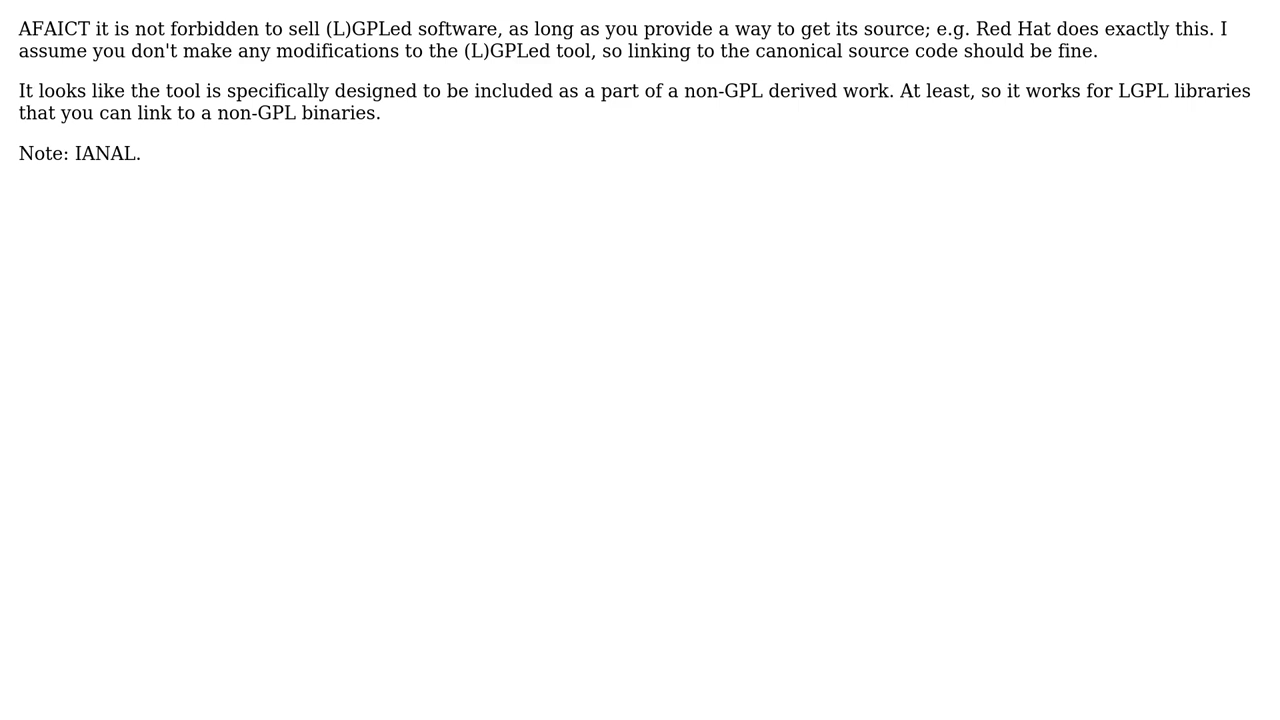 AFAICT it is not forbidden to sell (L)GPLed software, as long as you provide a way to get its source; e.g. Red Hat does exactly this. I
assume you don't make any modifications to the (L)GPLed tool, so linking to the canonical source code should be fine.
It looks like the tool is specifically designed to be included as a part of a non-GPL derived work. At least, so it works for LGPL libraries
that you can link to a non-GPL binaries.
Note: IANAL.